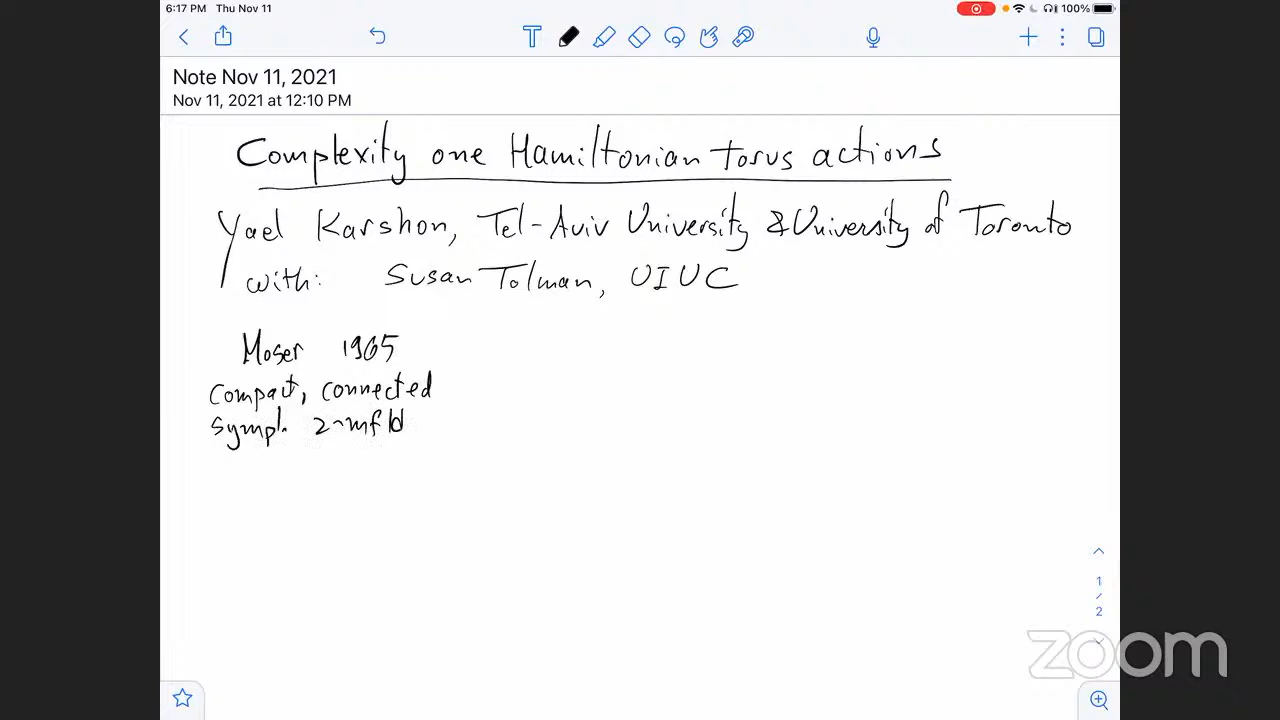 6:17 PM Thu Nov 11
100%
Note Nov 11, 2021
Nov 11, 2021 at 12:10 PM
Complexity one Hamiltonian torus actions
Yael Karshon, Tel-Aviv University & University of Toronto
with: Susan Tolman, UIUC
Moser 1965
Compact, connected
Sympl. 2-mfld
1
2
zoom